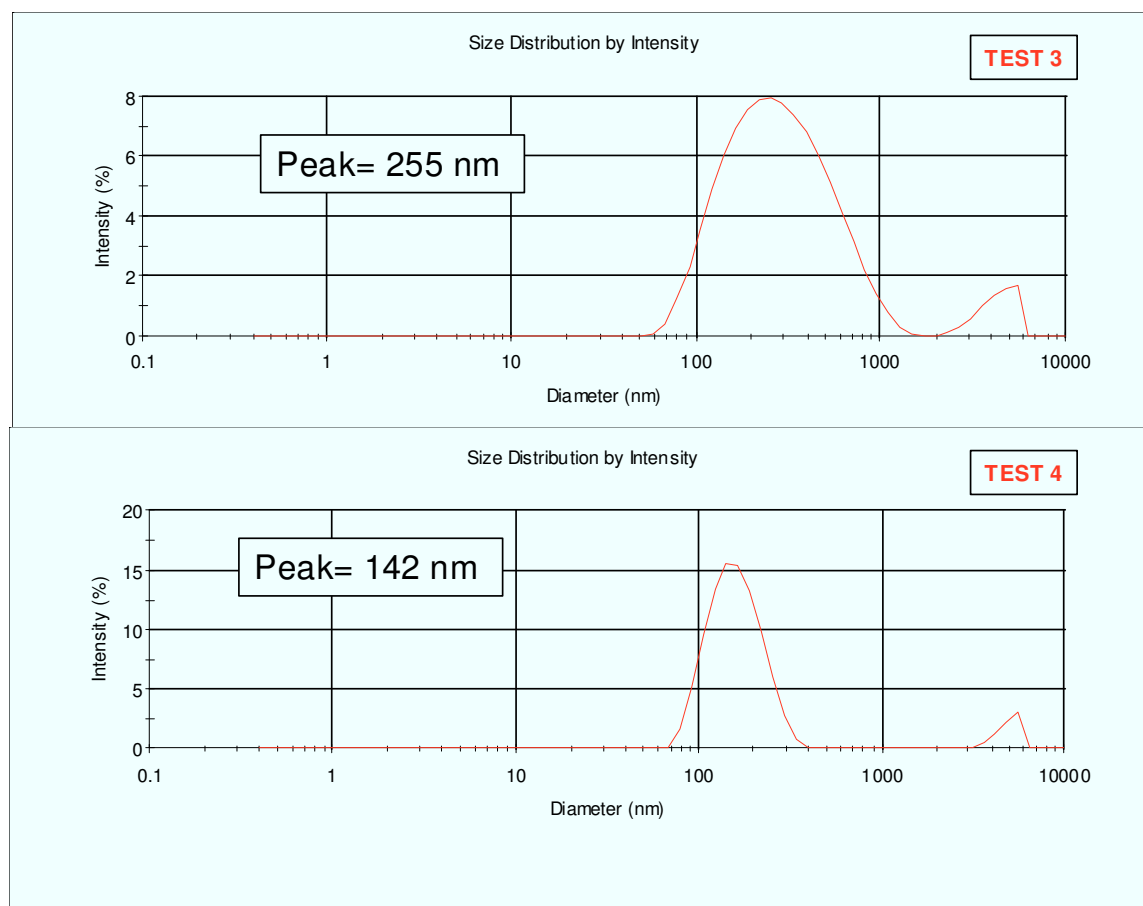 Size Distribution by Intensity
TEST 3
8
6
4
2
0
Intensity (%)
Peak= 255 nm
0.1 1 10 100 1000 10000
Diameter (nm)
Size Distribution by Intensity
TEST 4
20
15
10
5
0
Intensity (%)
Peak= 142 nm
0.1 1 10 100 1000 10000
Diameter (nm)